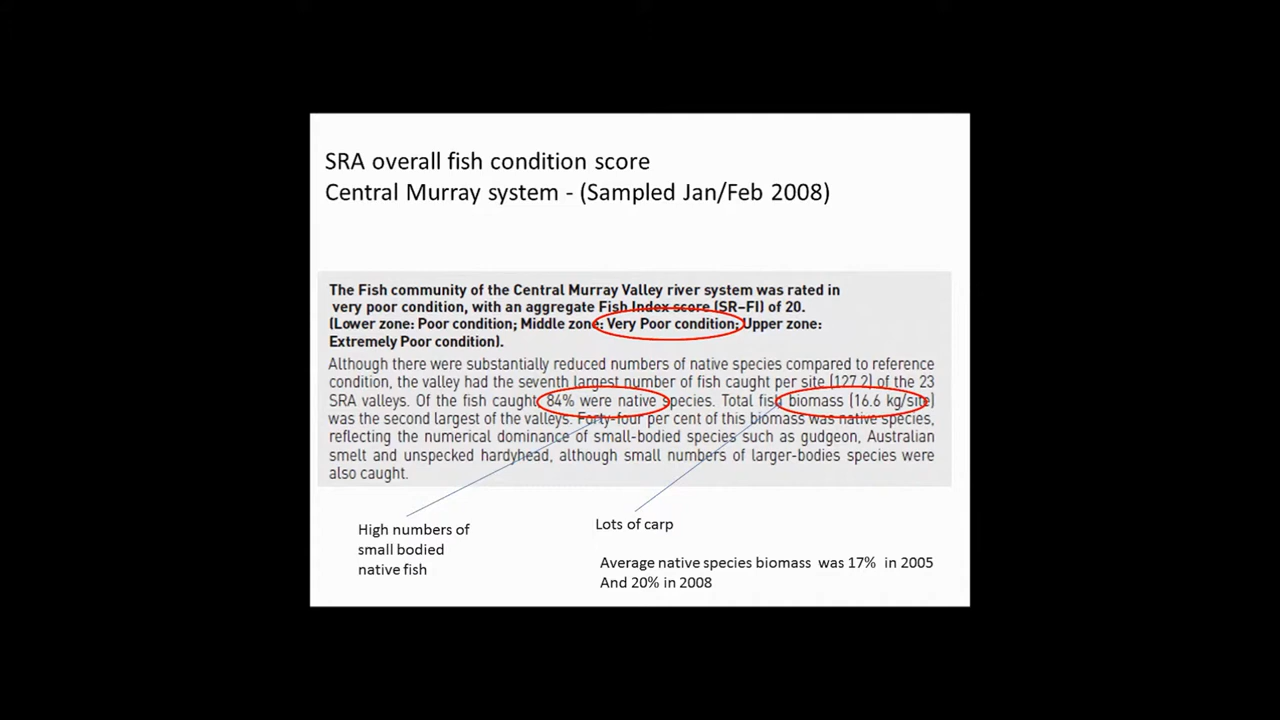 SRA overall fish condition score
Central Murray system - (Sampled Jan/Feb 2008)
The Fish community of the Central Murray Valley river system was rated in
very poor condition, with an aggregate Fish Index score (SR–FI) of 20.
(Lower zone: Poor condition; Middle zone: Very Poor condition; Upper zone:
Extremely Poor condition).
Although there were substantially reduced numbers of native species compared to reference
condition, the valley had the seventh largest number of fish caught per site (127.2) of the 23
SRA valleys. Of the fish caught 84% were native species. Total fish biomass (16.6 kg/site)
was the second largest of the valleys. Forty-four per cent of this biomass was native species,
reflecting the numerical dominance of small-bodied species such as gudgeon, Australian
smelt and unspecked hardyhead, although small numbers of larger-bodies species were
also caught.
High numbers of
small bodied
native fish
Lots of carp
Average native species biomass was 17% in 2005
And 20% in 2008